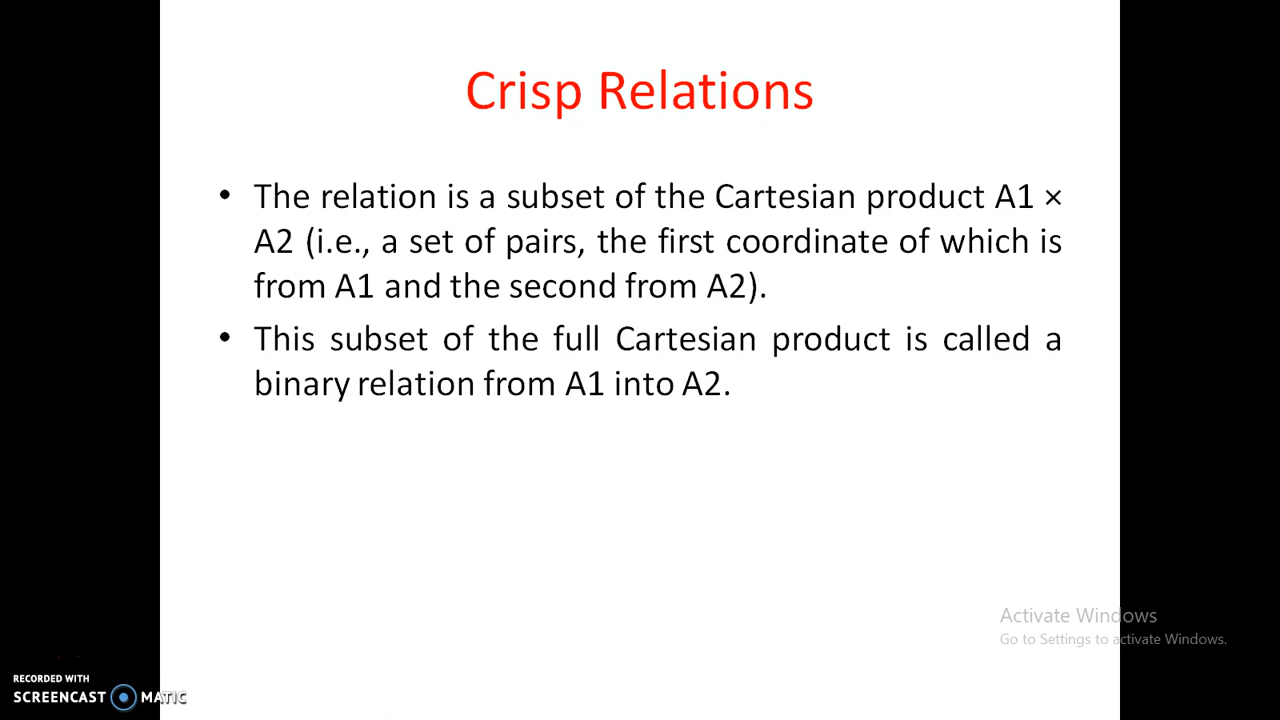 Crisp Relations
• The relation is a subset of the Cartesian product A1 ×
A2 (i.e., a set of pairs, the first coordinate of which is
from A1 and the second from A2).
• This subset of the full Cartesian product is called a
binary relation from A1 into A2.
Activate Windows
Go to Settings to activate Windows.
RECORDED WITH
SCREENCAST MATIC